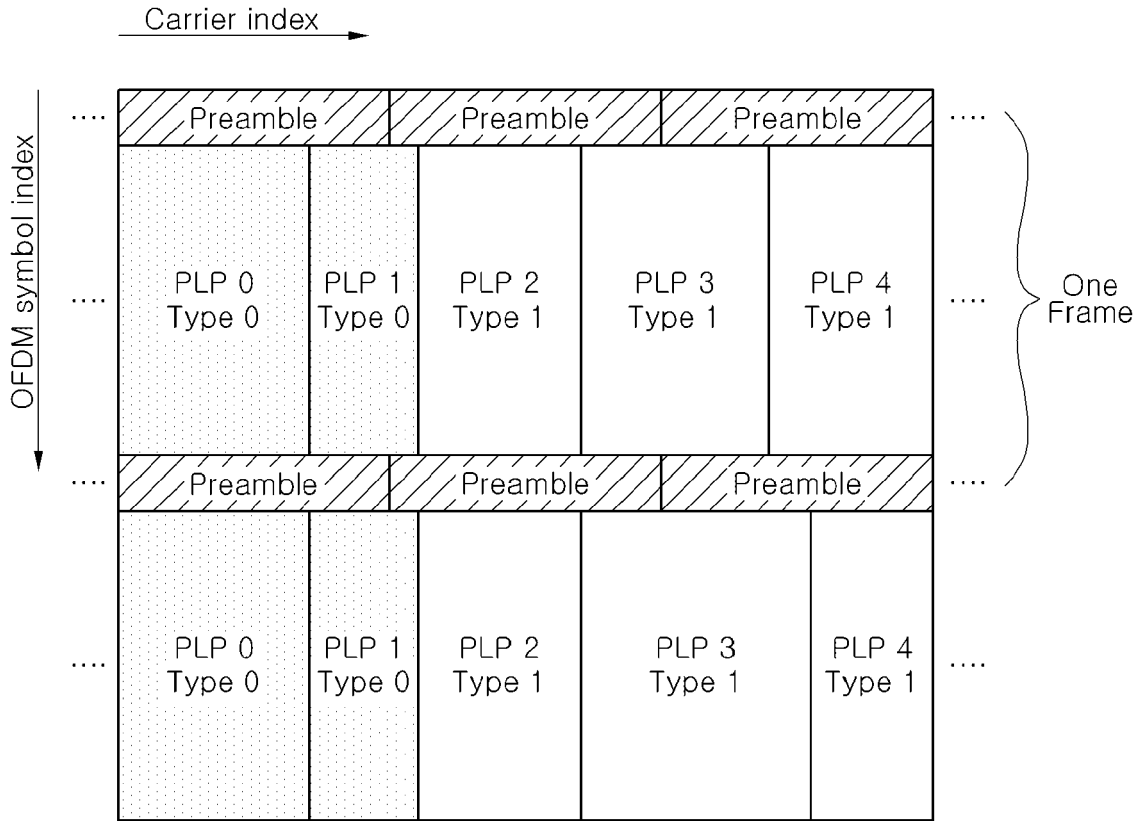 Carrier index
OFDM symbol index
.... Preamble Preamble Preamble ....
.... PLP 0 PLP 1 PLP 2 PLP 3 PLP 4 ....
Type 0 Type 0 Type 1 Type 1 Type 1
One
Frame
.... Preamble Preamble Preamble ....
.... PLP 0 PLP 1 PLP 2 PLP 3 PLP 4 ....
Type 0 Type 0 Type 1 Type 1 Type 1